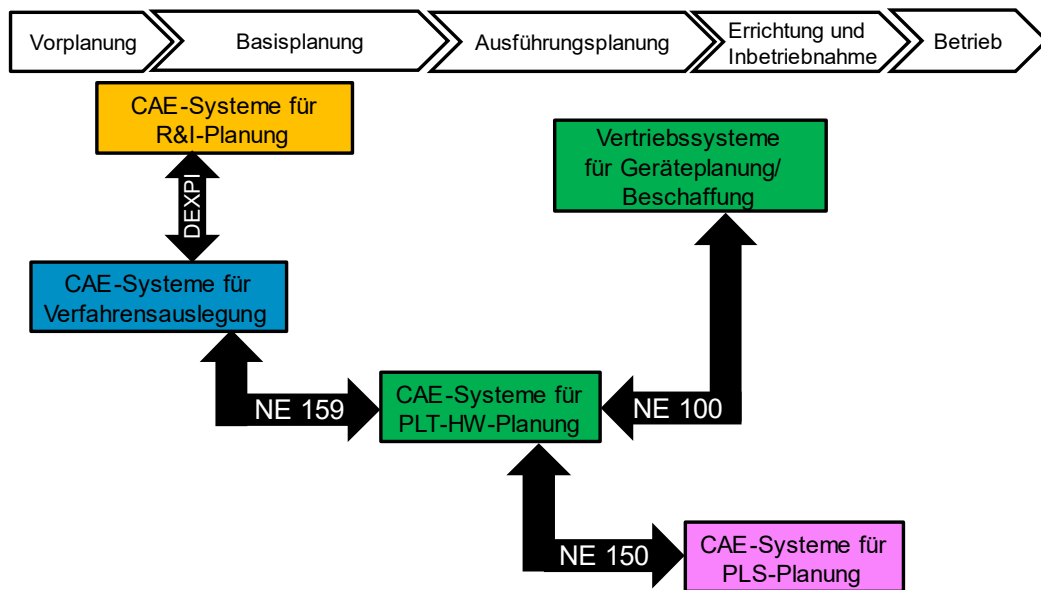 Vorplanung
Basisplanung
Ausführungsplanung
Errichtung und
Inbetriebnahme
Betrieb
CAE-Systeme für
R&I-Planung
Vertriebssysteme
für Geräteplanung/
Beschaffung
DEXPI
CAE-Systeme für
Verfahrensauslegung
NE 159
CAE-Systeme für
PLT-HW-Planung
NE 100
NE 150
CAE-Systeme für
PLS-Planung